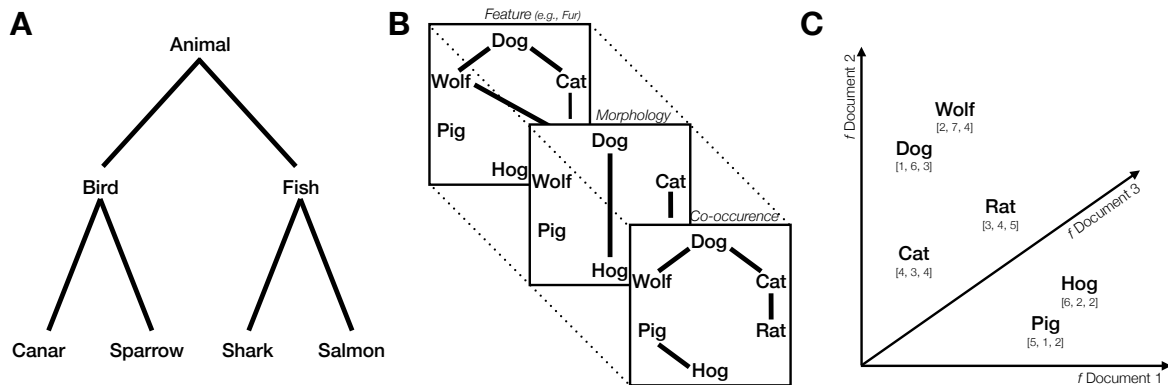 A
Animal
Bird
Fish
Canar
Sparrow
Shark
Salmon
B
Feature (e.g., Fur)
Dog
Wolf
Cat
Pig
Hog
Morphology
Dog
Wolf
Cat
Pig
Hog
Co-occurence
Dog
Wolf
Cat
Pig
Rat
Hog
C
f Document 2
Wolf
[2, 7, 4]
Dog
[1, 6, 3]
Rat
[3, 4, 5]
f Document 3
Cat
[4, 3, 4]
Hog
[6, 2, 2]
Pig
[5, 1, 2]
f Document 1